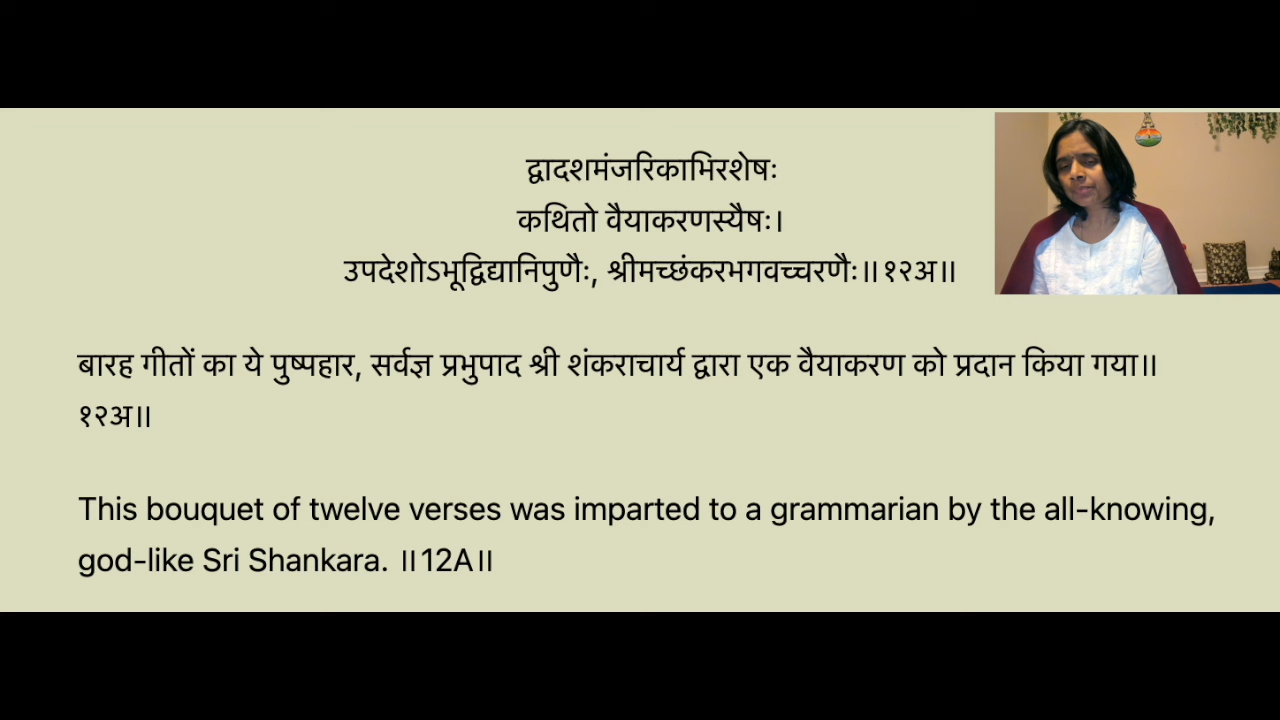 द्वादशमंजरिकाभिरशेषः
कथितो वैयाकरणस्यैषः।
उपदेशोऽभूद्विद्यानिपुणैः, श्रीमच्छंकरभगवच्चरणैः॥१२अ॥
बारह गीतों का ये पुष्पहार, सर्वज्ञ प्रभुपाद श्री शंकराचार्य द्वारा एक वैयाकरण को प्रदान किया गया॥
१२अ॥
This bouquet of twelve verses was imparted to a grammarian by the all-knowing,
god-like Sri Shankara. ॥12A॥